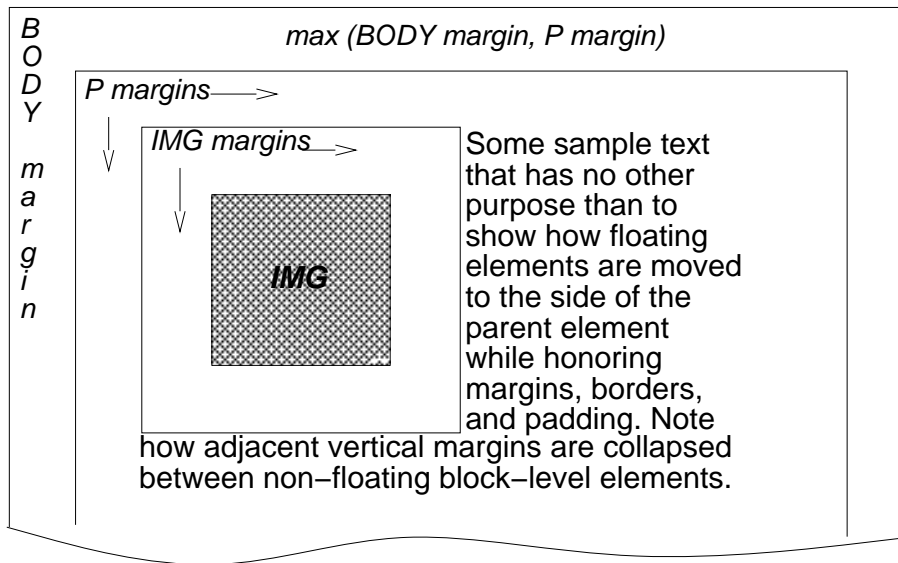 BODY margin
max (BODY margin, P margin)
P margins
IMG margins
IMG
Some sample text
that has no other
purpose than to
show how floating
elements are moved
to the side of the
parent element
while honoring
margins, borders,
and padding. Note
how adjacent vertical margins are collapsed
between non−floating block−level elements.